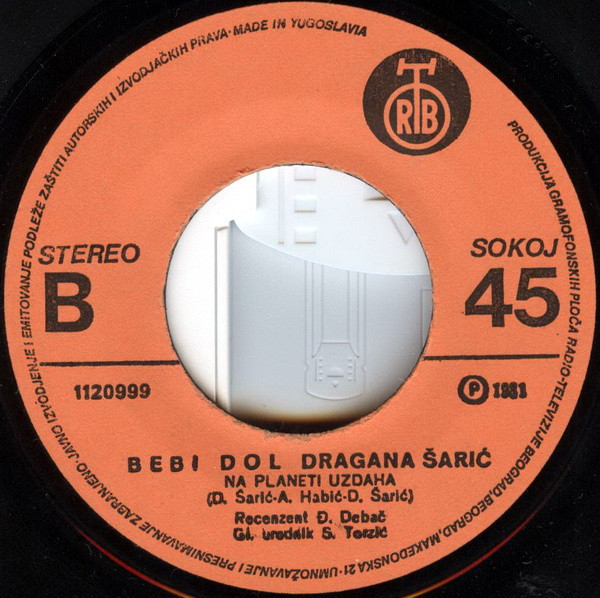 PRODUKCIJA GRAMOFONSKIH PLOČA RADIO-TELEVIZIJE BEOGRAD, BEOGRAD, MAKEDONSKA 21 · UMNOŽAVANJE I PRESNIMAVANJE ZABRANJENO · JAVNO IZVODJENJE I EMITOVANJE PODLEŽE ZAŠTITI AUTORSKIH I IZVODJAČKIH PRAVA · MADE IN YUGOSLAVIA
RTB
STEREO
B
SOKOJ
45
1120999
Ⓟ 1981
BEBI DOL DRAGANA ŠARIĆ
NA PLANETI UZDAHA
(D. Šarić-A. Habić-D. Šarić)
Recenzent Đ. Debač
Gl. urednik S. Terzić